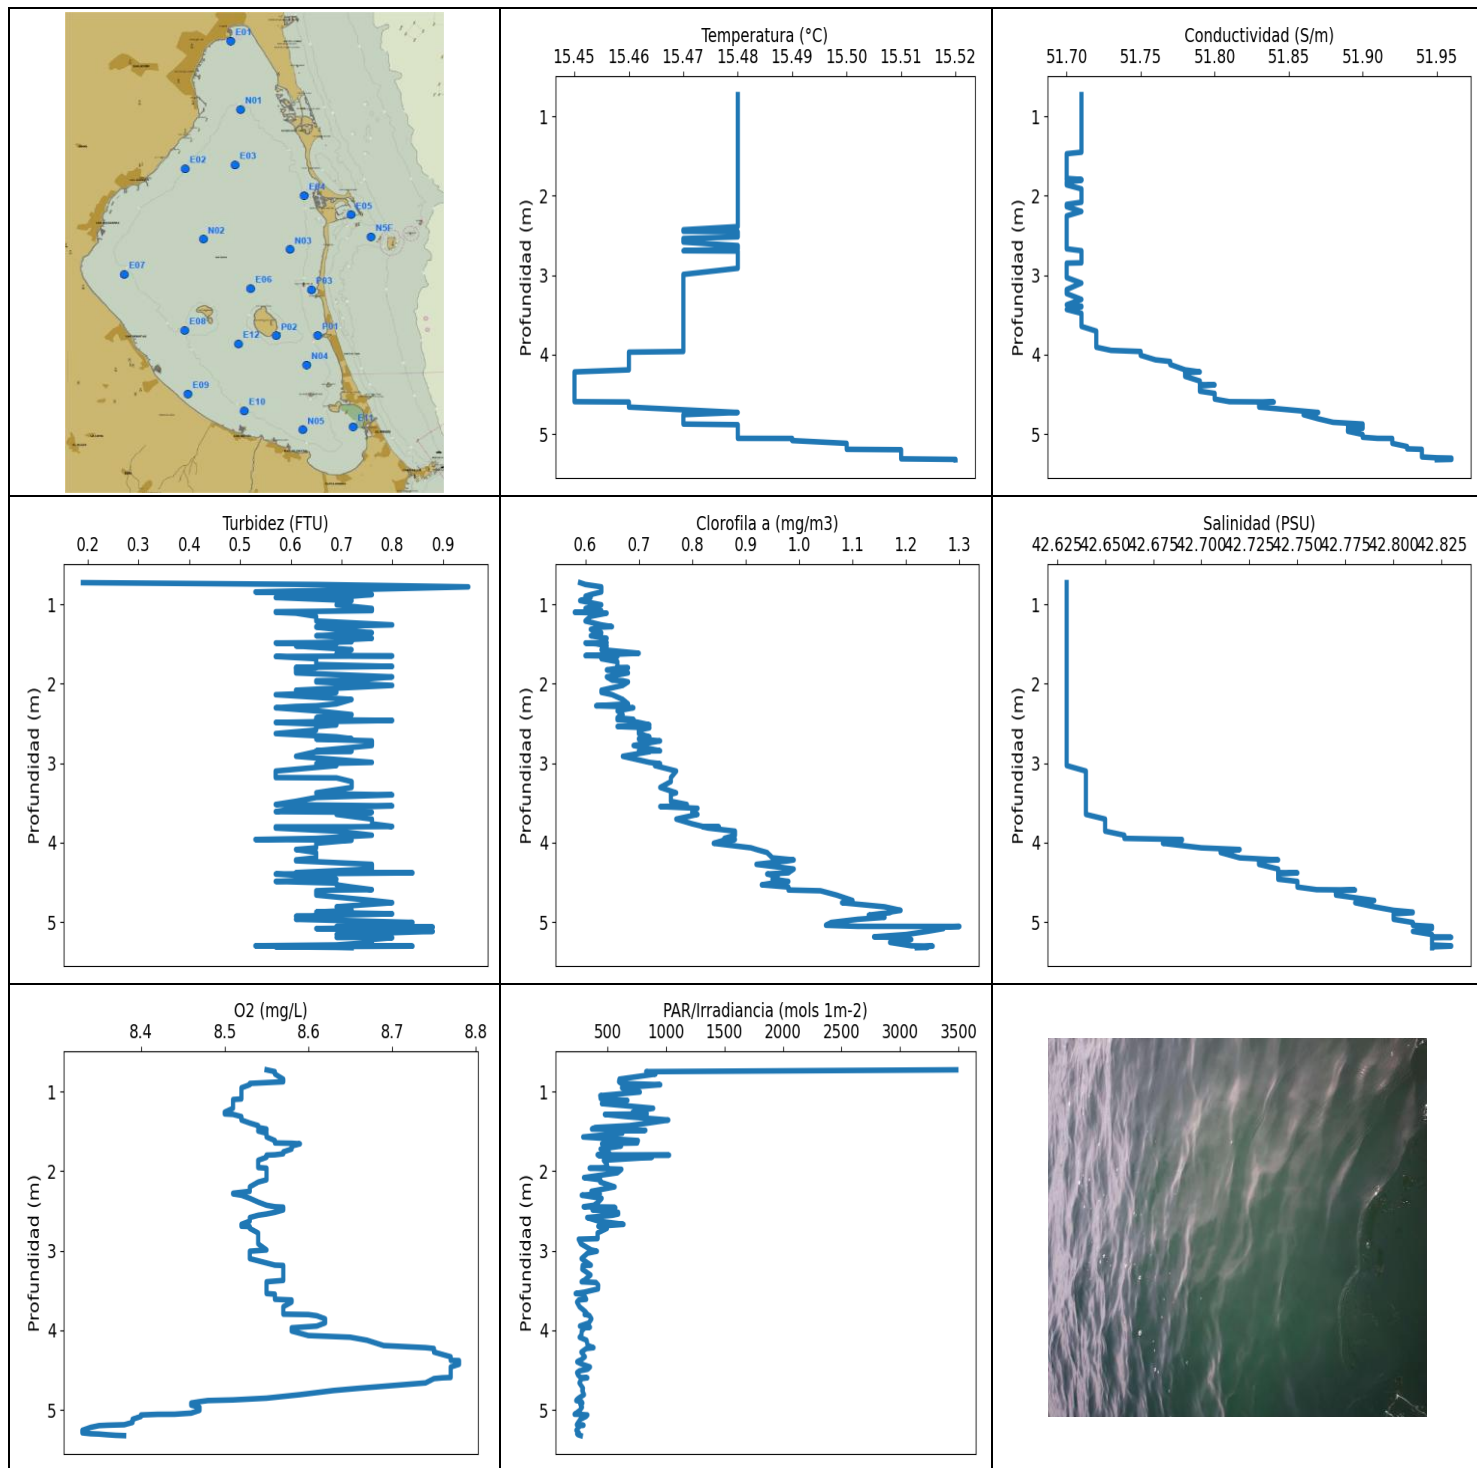 E01
N01
E02
E03
E04
E05
N5F
N02
N03
E07
E06
P03
E08
E12
P02
P01
N04
E09
E10
N05
E11
Temperatura (°C)
15.45 15.46 15.47 15.48 15.49 15.50 15.51 15.52
Profundidad (m)
1
2
3
4
5
Conductividad (S/m)
51.70 51.75 51.80 51.85 51.90 51.95
Profundidad (m)
1
2
3
4
5
Turbidez (FTU)
0.2 0.3 0.4 0.5 0.6 0.7 0.8 0.9
Profundidad (m)
1
2
3
4
5
Clorofila a (mg/m3)
0.6 0.7 0.8 0.9 1.0 1.1 1.2 1.3
Profundidad (m)
1
2
3
4
5
Salinidad (PSU)
42.625 42.650 42.675 42.700 42.725 42.750 42.775 42.800 42.825
Profundidad (m)
1
2
3
4
5
O2 (mg/L)
8.4 8.5 8.6 8.7 8.8
Profundidad (m)
1
2
3
4
5
PAR/Irradiancia (mols 1m-2)
500 1000 1500 2000 2500 3000 3500
Profundidad (m)
1
2
3
4
5